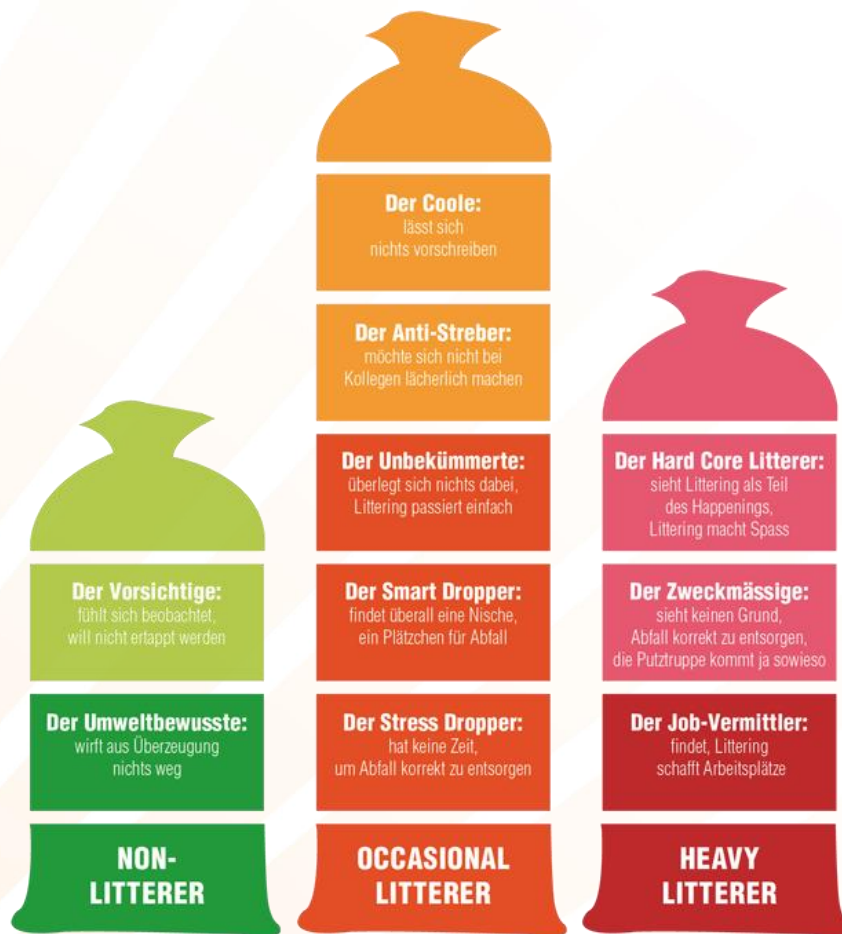 Der Vorsichtige:
fühlt sich beobachtet,
will nicht ertappt werden
Der Umweltbewusste:
wirft aus Überzeugung
nichts weg
NON-
LITTERER
Der Coole:
lässt sich
nichts vorschreiben
Der Anti-Streber:
möchte sich nicht bei
Kollegen lächerlich machen
Der Unbekümmerte:
überlegt sich nichts dabei,
Littering passiert einfach
Der Smart Dropper:
findet überall eine Nische,
ein Plätzchen für Abfall
Der Stress Dropper:
hat keine Zeit,
um Abfall korrekt zu entsorgen
OCCASIONAL
LITTERER
Der Hard Core Litterer:
sieht Littering als Teil
des Happenings,
Littering macht Spass
Der Zweckmässige:
sieht keinen Grund,
Abfall korrekt zu entsorgen,
die Putztruppe kommt ja sowieso
Der Job-Vermittler:
findet, Littering
schafft Arbeitsplätze
HEAVY
LITTERER